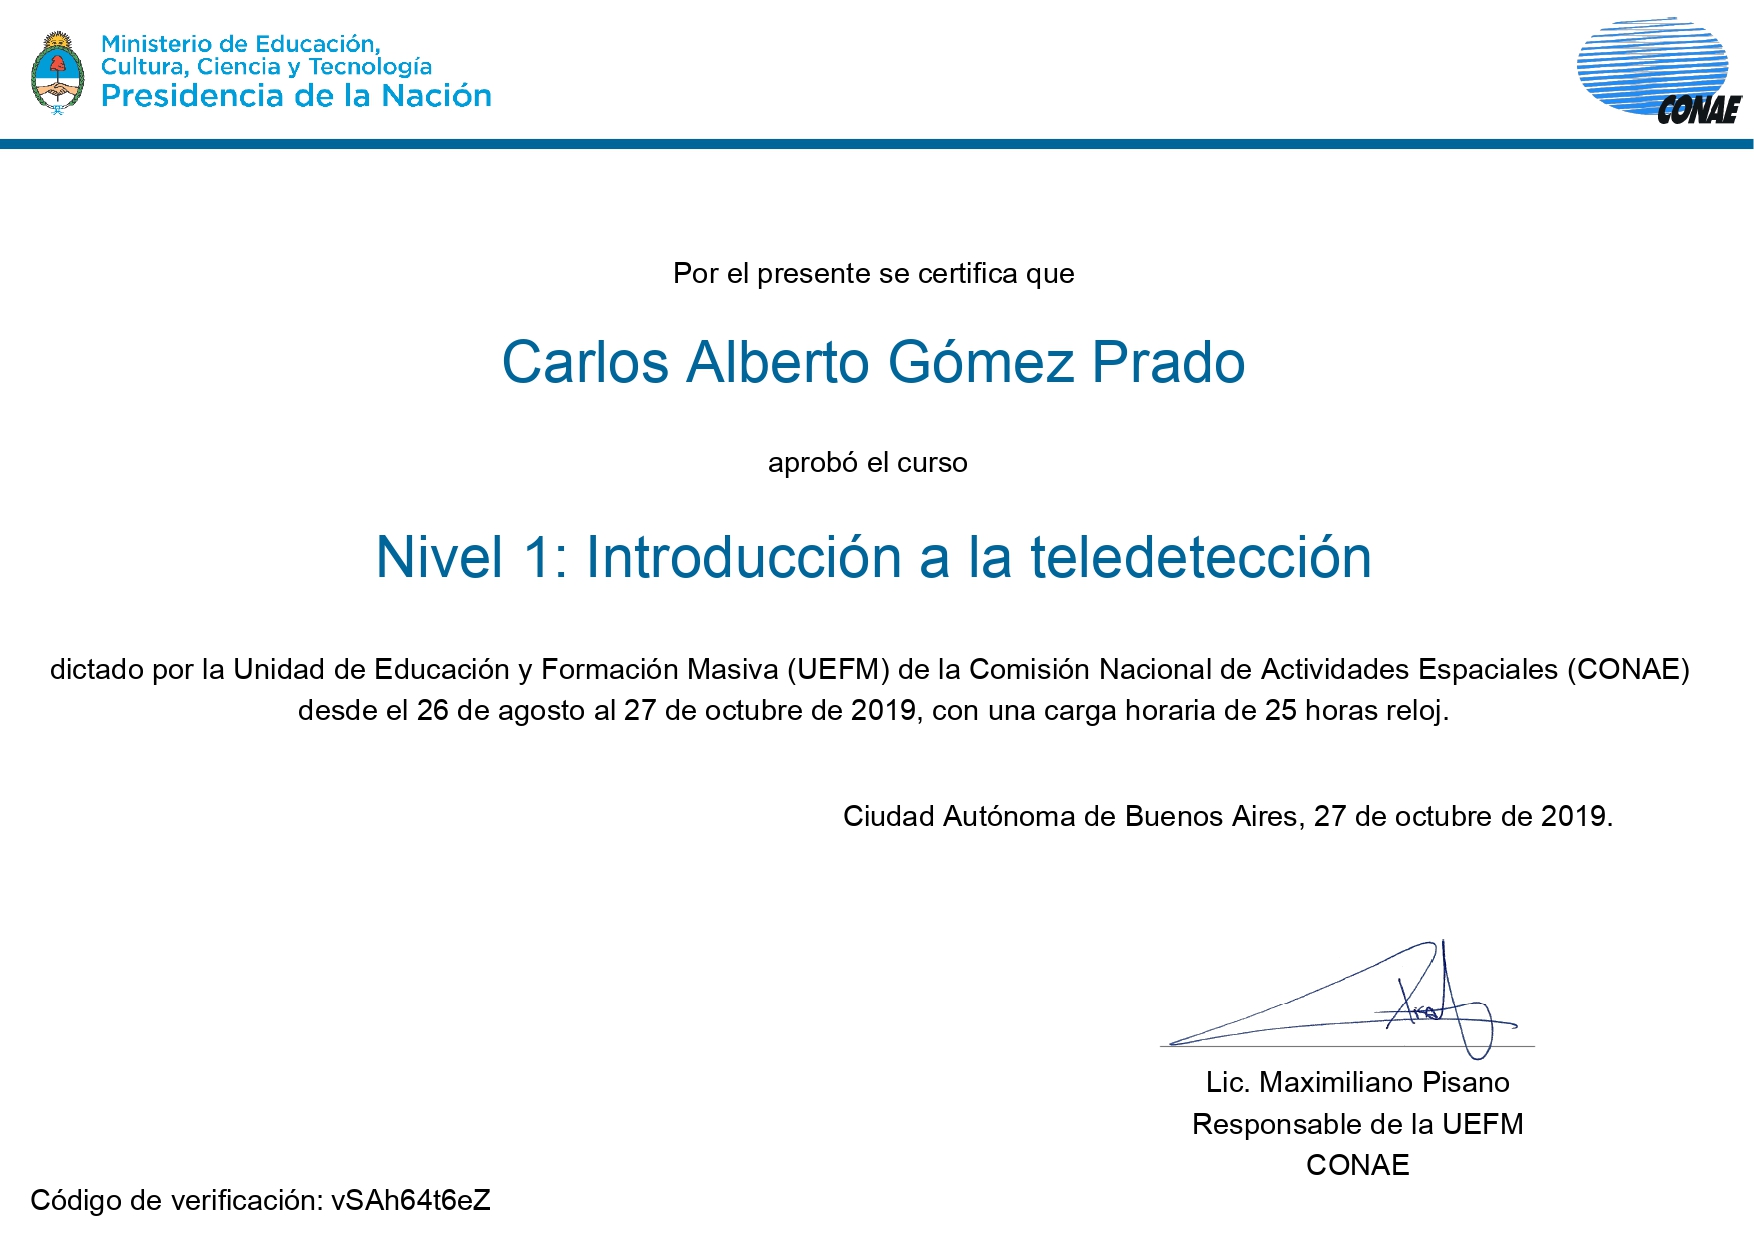 Ministerio de Educación,
Cultura, Ciencia y Tecnología
Presidencia de la Nación
CONAE
Por el presente se certifica que
Carlos Alberto Gómez Prado
aprobó el curso
Nivel 1: Introducción a la teledetección
dictado por la Unidad de Educación y Formación Masiva (UEFM) de la Comisión Nacional de Actividades Espaciales (CONAE)
desde el 26 de agosto al 27 de octubre de 2019, con una carga horaria de 25 horas reloj.
Ciudad Autónoma de Buenos Aires, 27 de octubre de 2019.
Lic. Maximiliano Pisano
Responsable de la UEFM
CONAE
Código de verificación: vSAh64t6eZ